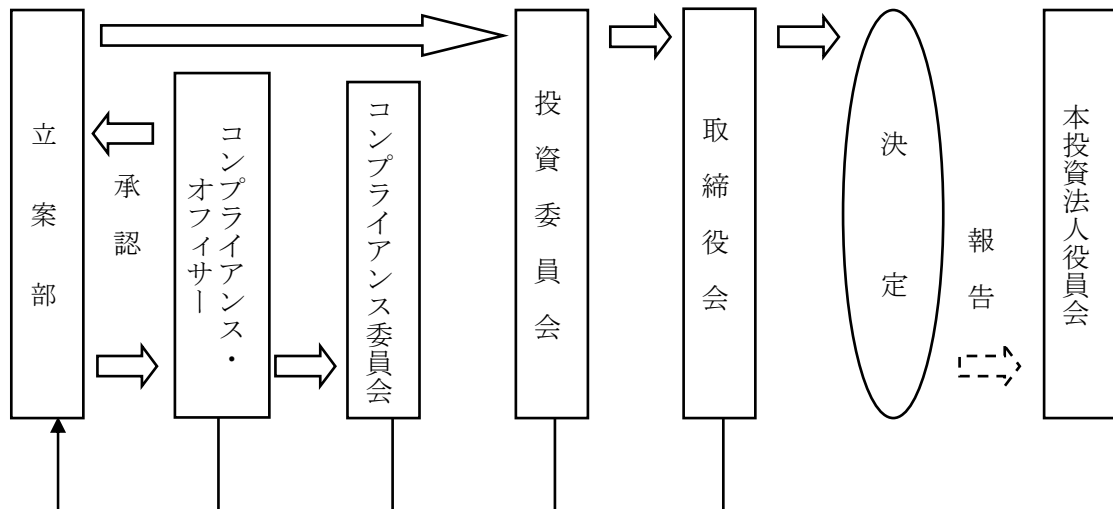 立案部
承認
コンプライアンス・
オフィサー
コンプライアンス委員会
投資委員会
取締役会
決定
報告
本投資法人役員会